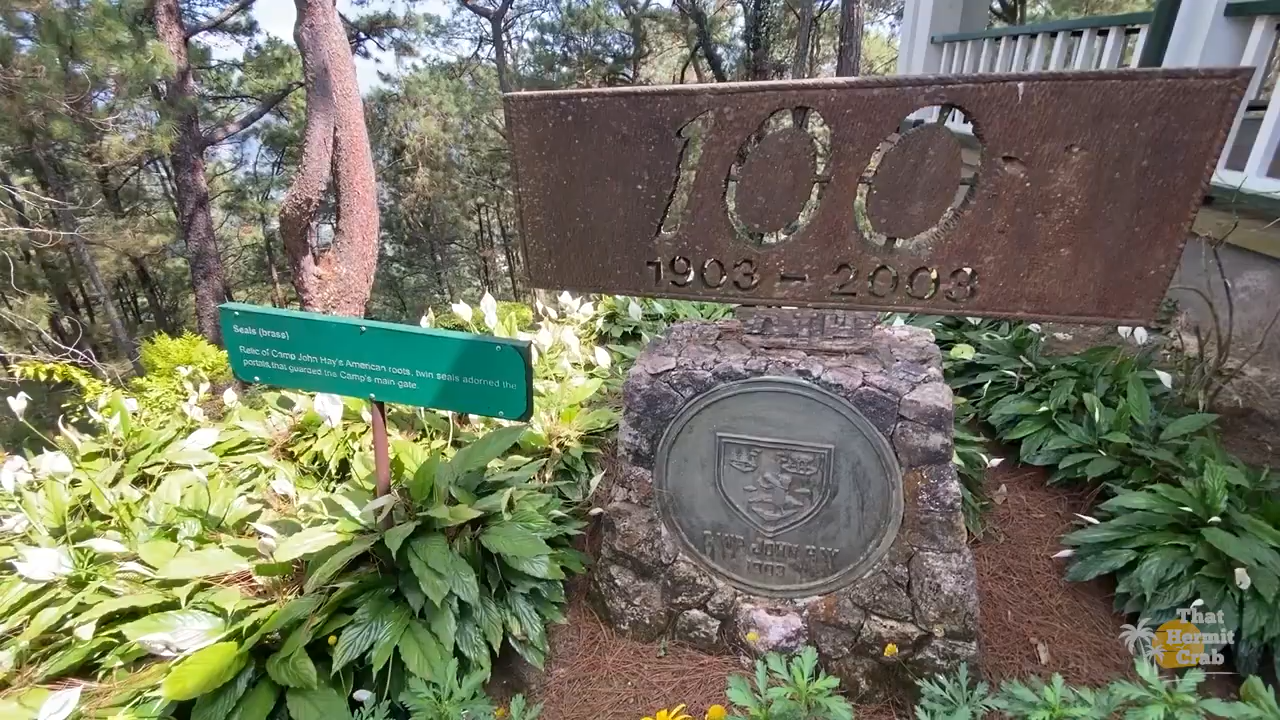 100
1903 - 2003
Seals (brass)
Relic of Camp John Hay's American roots, twin seals adorned the
portals that guarded the Camp's main gate.
CAMP JOHN HAY
1903
That
Hermit
Crab